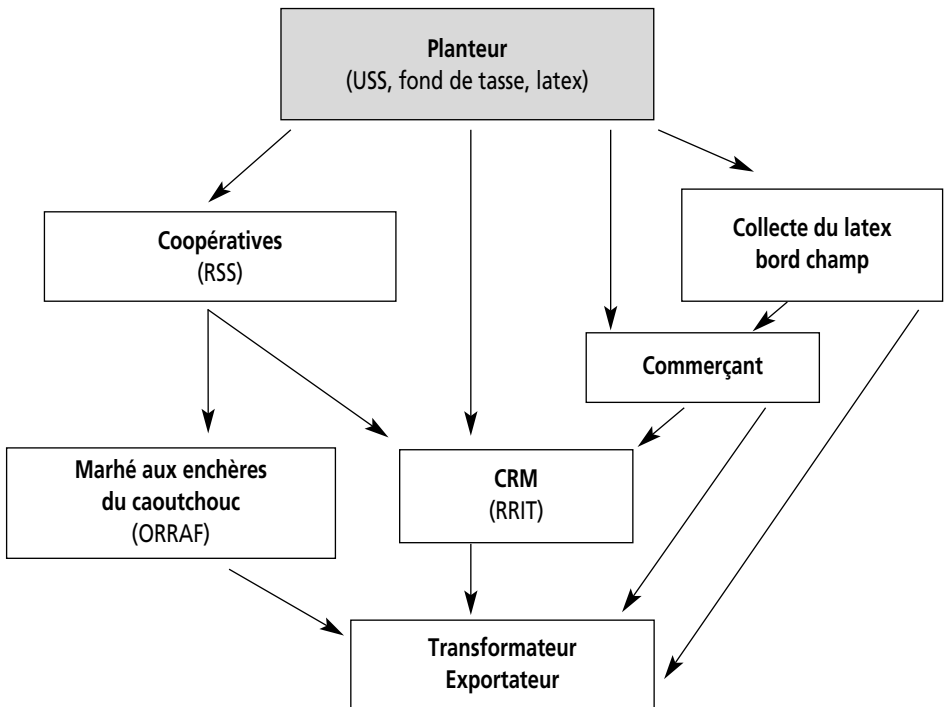 Planteur
(USS, fond de tasse, latex)
Coopératives
(RSS)
Collecte du latex
bord champ
Commerçant
Marhé aux enchères
du caoutchouc
(ORRAF)
CRM
(RRIT)
Transformateur
Exportateur